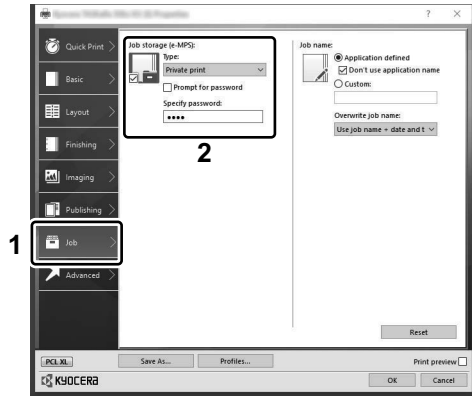 ? ×
Quick Print
Basic
Layout
Finishing
Imaging
Publishing
1
Job
Advanced
Job storage (e-MPS):
Type:
Private print
Prompt for password
Specify password:
••••
2
Job name:
Application defined
Don't use application name
Custom:
Overwrite job name:
Use job name + date and t
Reset
PCL XL
Save As...
Profiles...
Print preview
KYOCERA
OK
Cancel